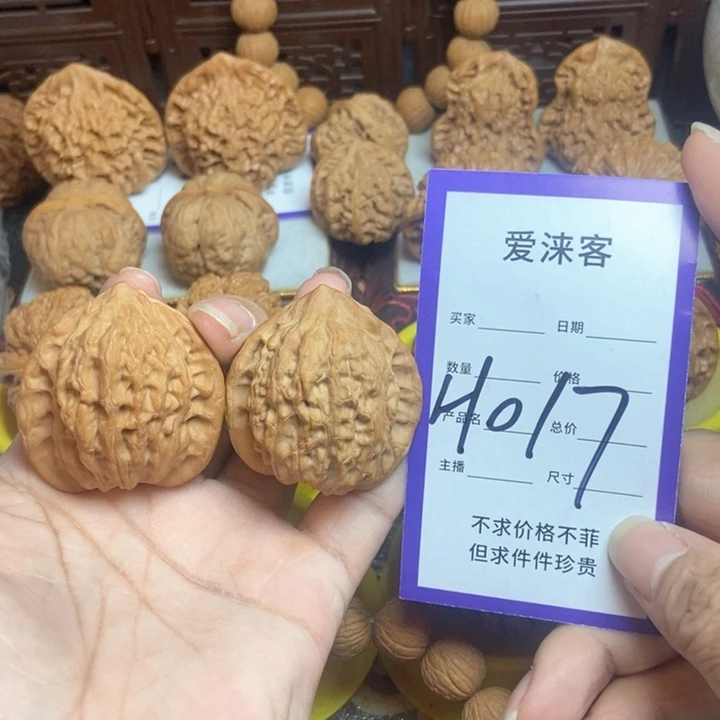 爱涞客
买家 日期
数量 价格
产品名 总价
H017
主播 尺寸
不求价格不菲
但求件件珍贵